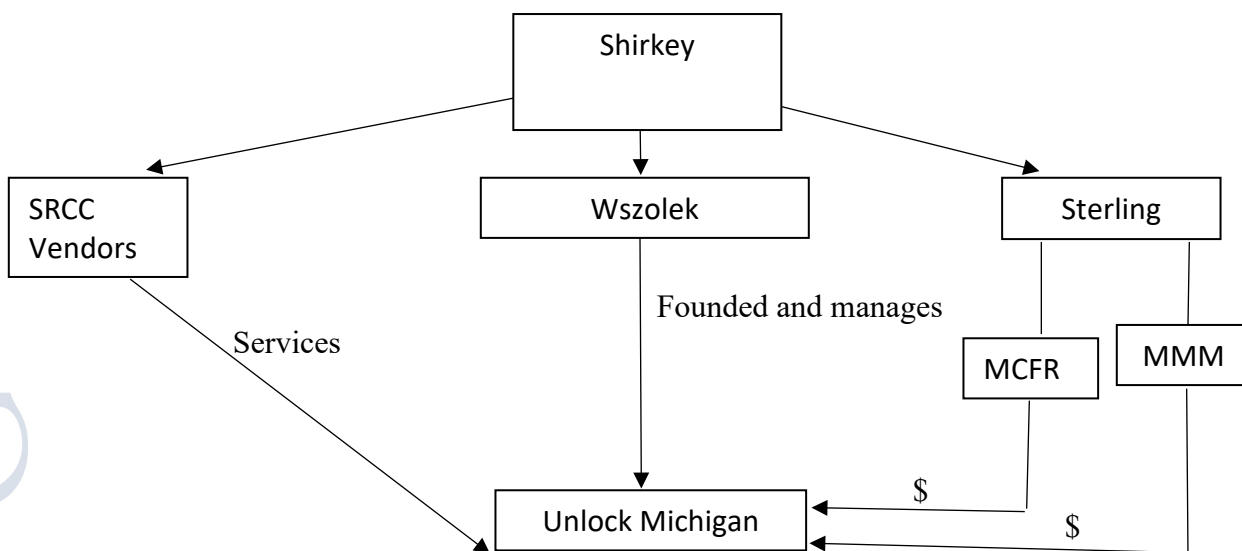 Shirkey
SRCC
Vendors
Wszolek
Sterling
Founded and manages
Services
MCFR
MMM
$
Unlock Michigan
$